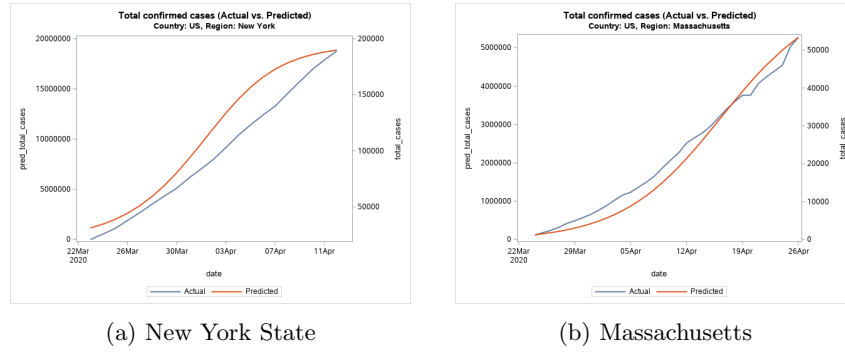 Total confirmed cases (Actual vs. Predicted)
Country: US, Region: New York
20000000
15000000
10000000
5000000
0
pred_total_cases
200000
150000
100000
50000
total_cases
22Mar 26Mar 30Mar 03Apr 07Apr 11Apr
2020
date
Actual Predicted
(a) New York State
Total confirmed cases (Actual vs. Predicted)
Country: US, Region: Massachusetts
5000000
4000000
3000000
2000000
1000000
0
pred_total_cases
50000
40000
30000
20000
10000
0
total_cases
22Mar 29Mar 05Apr 12Apr 19Apr 26Apr
2020
date
Actual Predicted
(b) Massachusetts